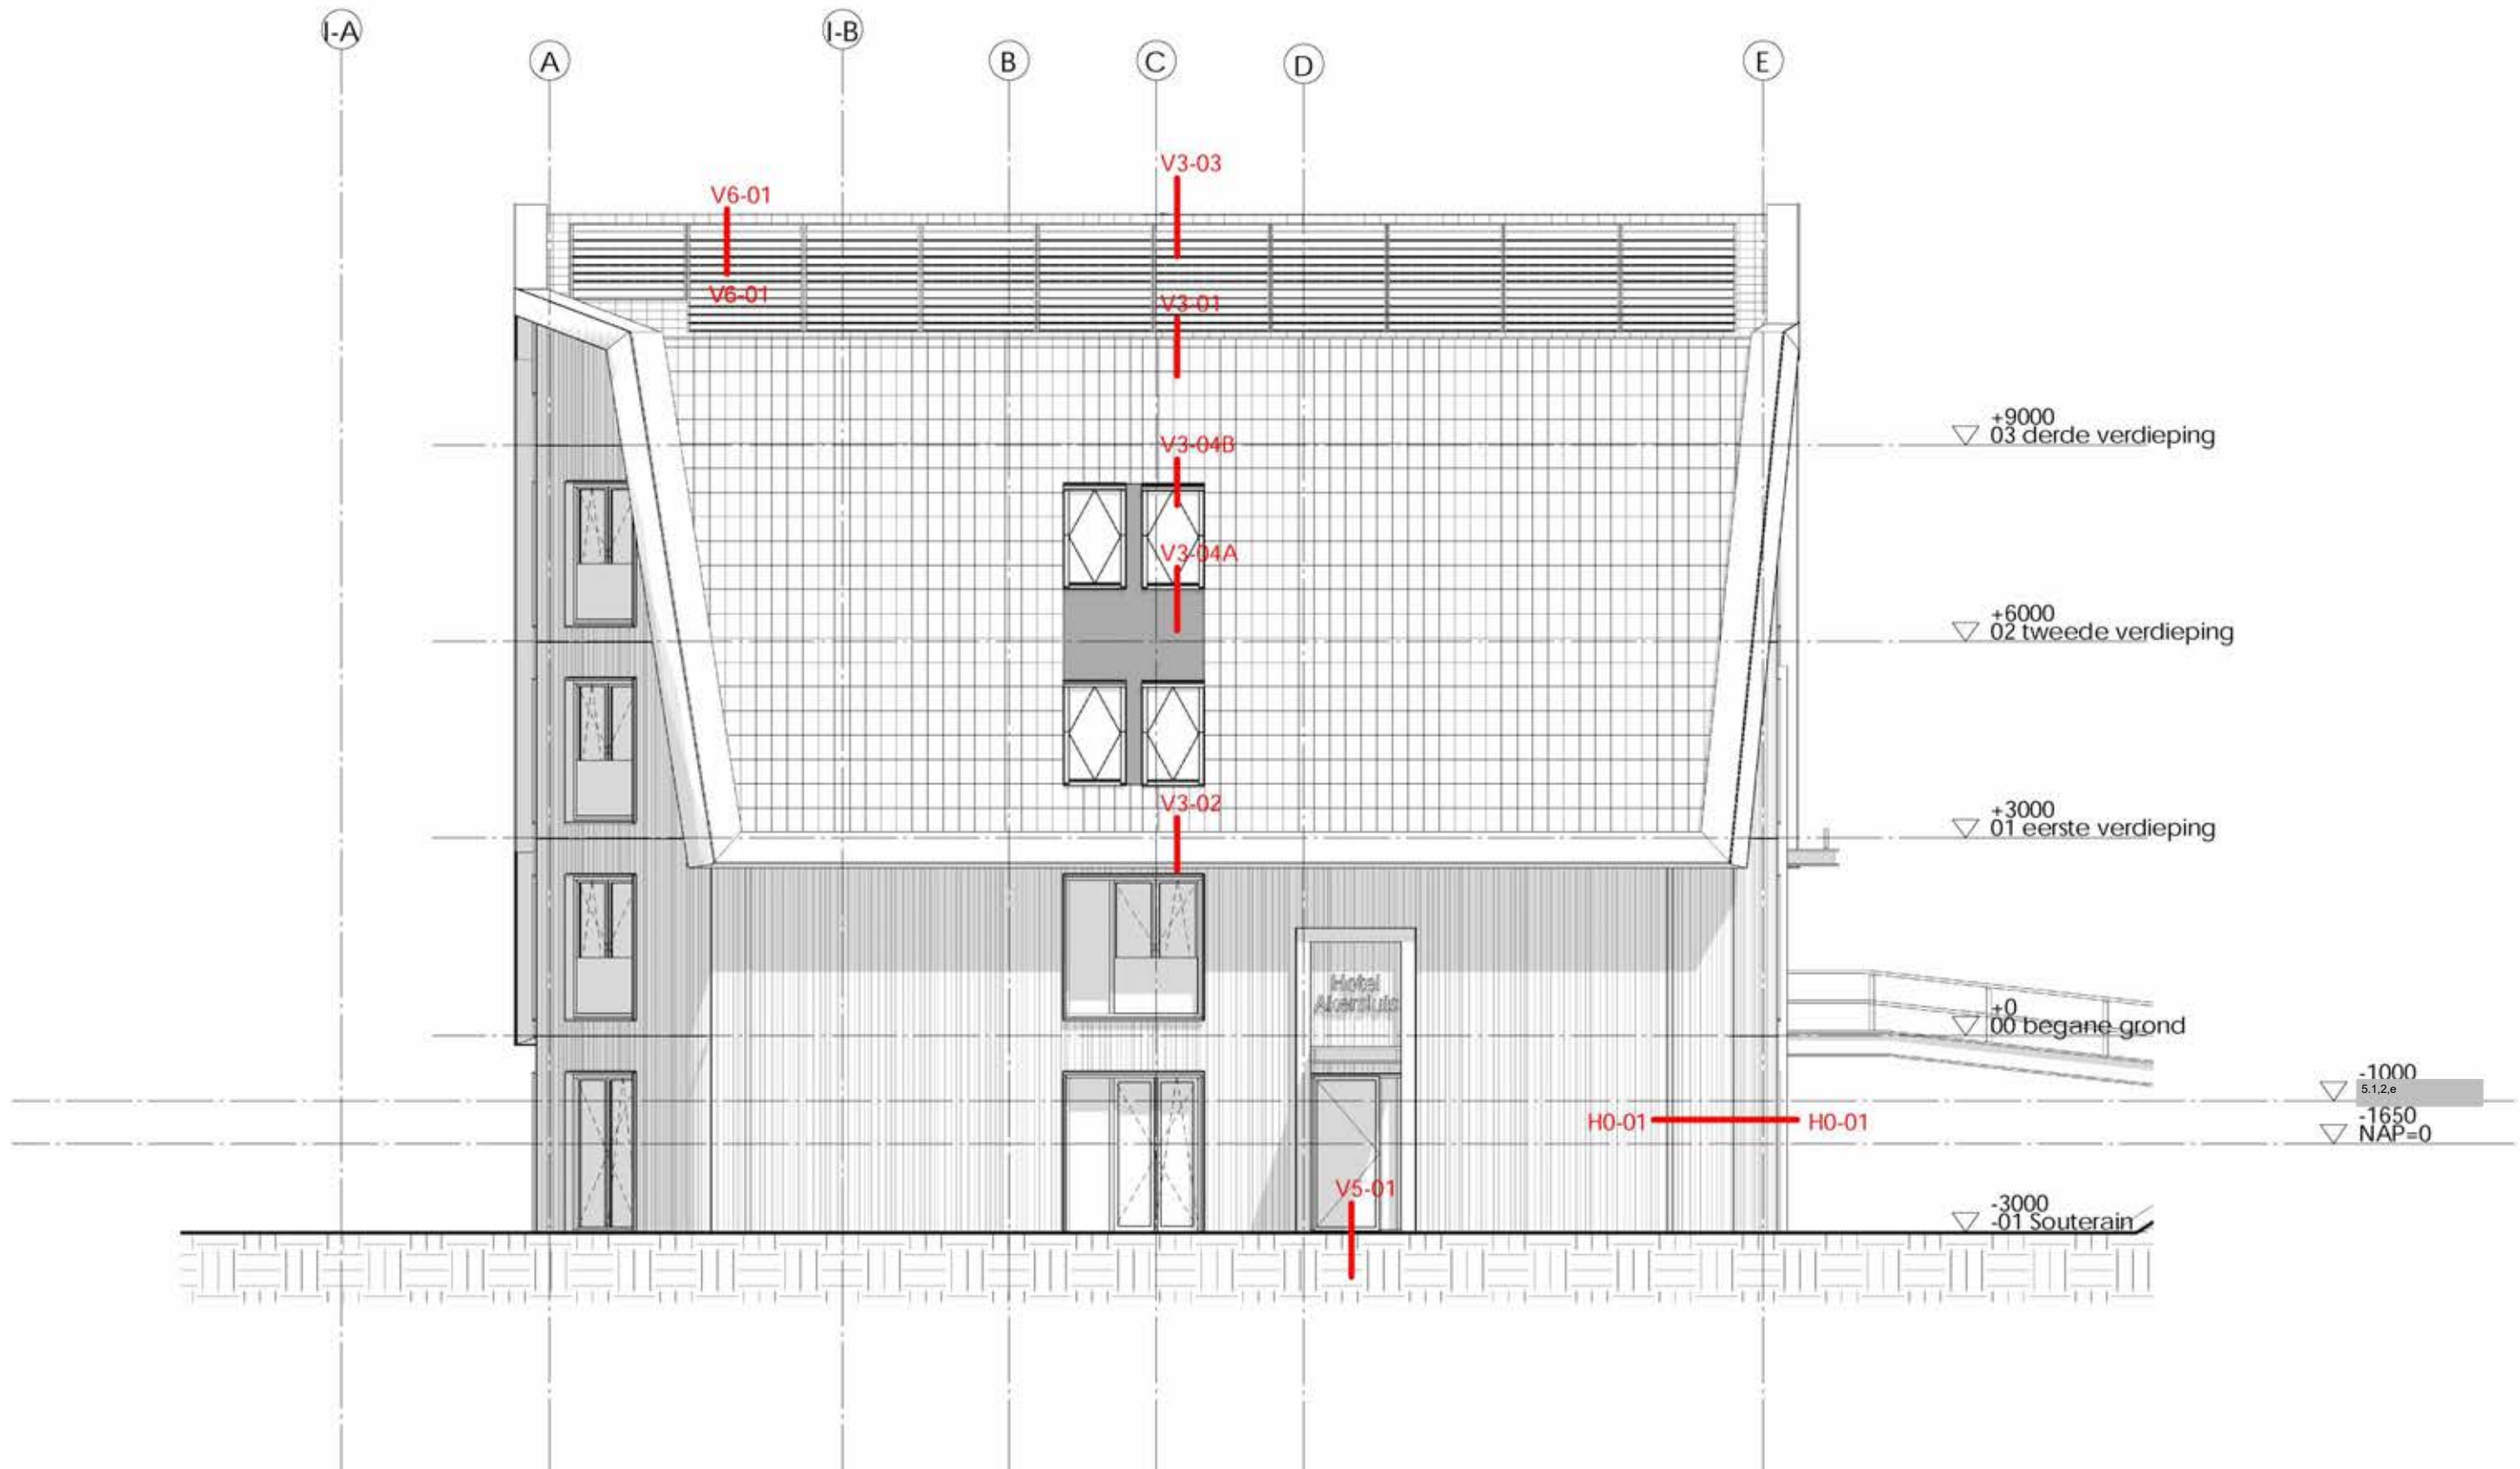 I-A
A
I-B
B
C
D
E
V3-03
V6-01
V6-01
V3-01
+9000
03 derde verdieping
V3-04B
V3-04A
+6000
02 tweede verdieping
V3-02
+3000
01 eerste verdieping
Hotel
Akersluis
+0
00 begane grond
-1000
5.1,2,e
H0-01
H0-01
-1650
NAP=0
V5-01
-3000
-01 Souterain